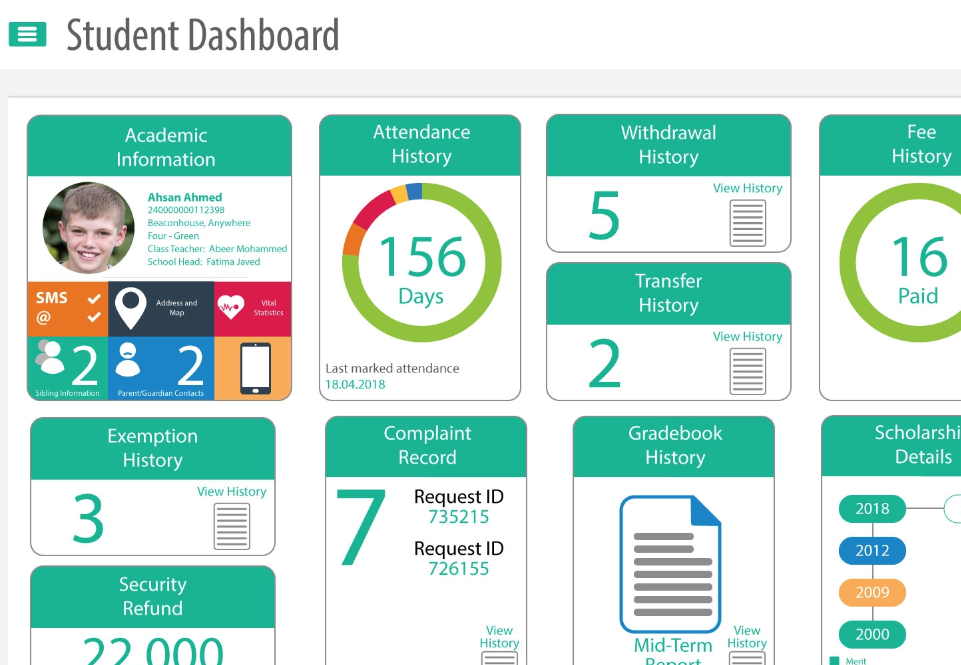 Student Dashboard
Academic
Information
Ahsan Ahmed
240000000112398
Beaconhouse, Anywhere
Four - Green
Class Teacher: Abeer Mohammed
School Head: Fatima Javed
SMS
@
Address and
Map
Vital
Statistics
2
Sibling Information
2
Parent/Guardian Contacts
Attendance
History
156
Days
Last marked attendance
18.04.2018
Withdrawal
History
5
View History
Transfer
History
2
View History
Fee
History
16
Paid
Exemption
History
3
View History
Security
Refund
22,000
Complaint
Record
7
Request ID
735215
Request ID
726155
View
History
Gradebook
History
Mid-Term
Report
View
History
Scholarshi
Details
2018
2012
2009
2000
Merit